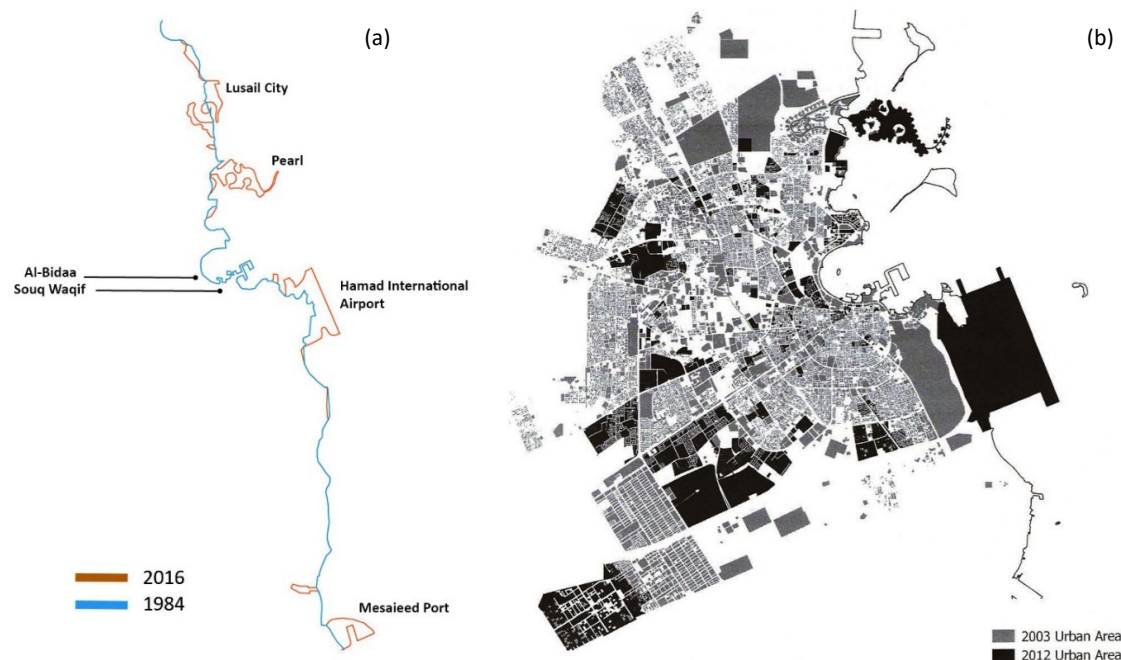 (a)
Lusail City
Pearl
Al-Bidaa
Souq Waqif
Hamad International
Airport
Mesaieed Port
2016
1984
(b)
2003 Urban Area
2012 Urban Area